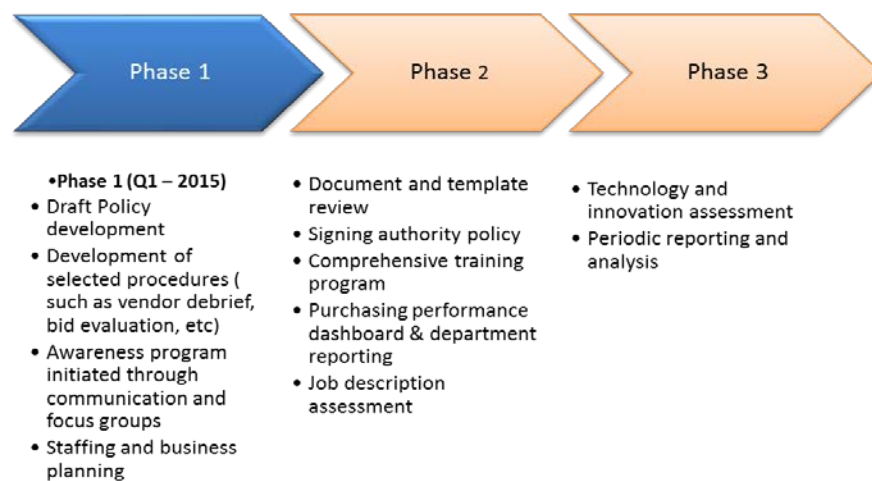 Phase 1
Phase 2
Phase 3
•Phase 1 (Q1 – 2015)
• Draft Policy
development
• Development of
selected procedures (
such as vendor debrief,
bid evaluation, etc)
• Awareness program
initiated through
communication and
focus groups
• Staffing and business
planning
• Document and template
review
• Signing authority policy
• Comprehensive training
program
• Purchasing performance
dashboard & department
reporting
• Job description
assessment
• Technology and
innovation assessment
• Periodic reporting and
analysis